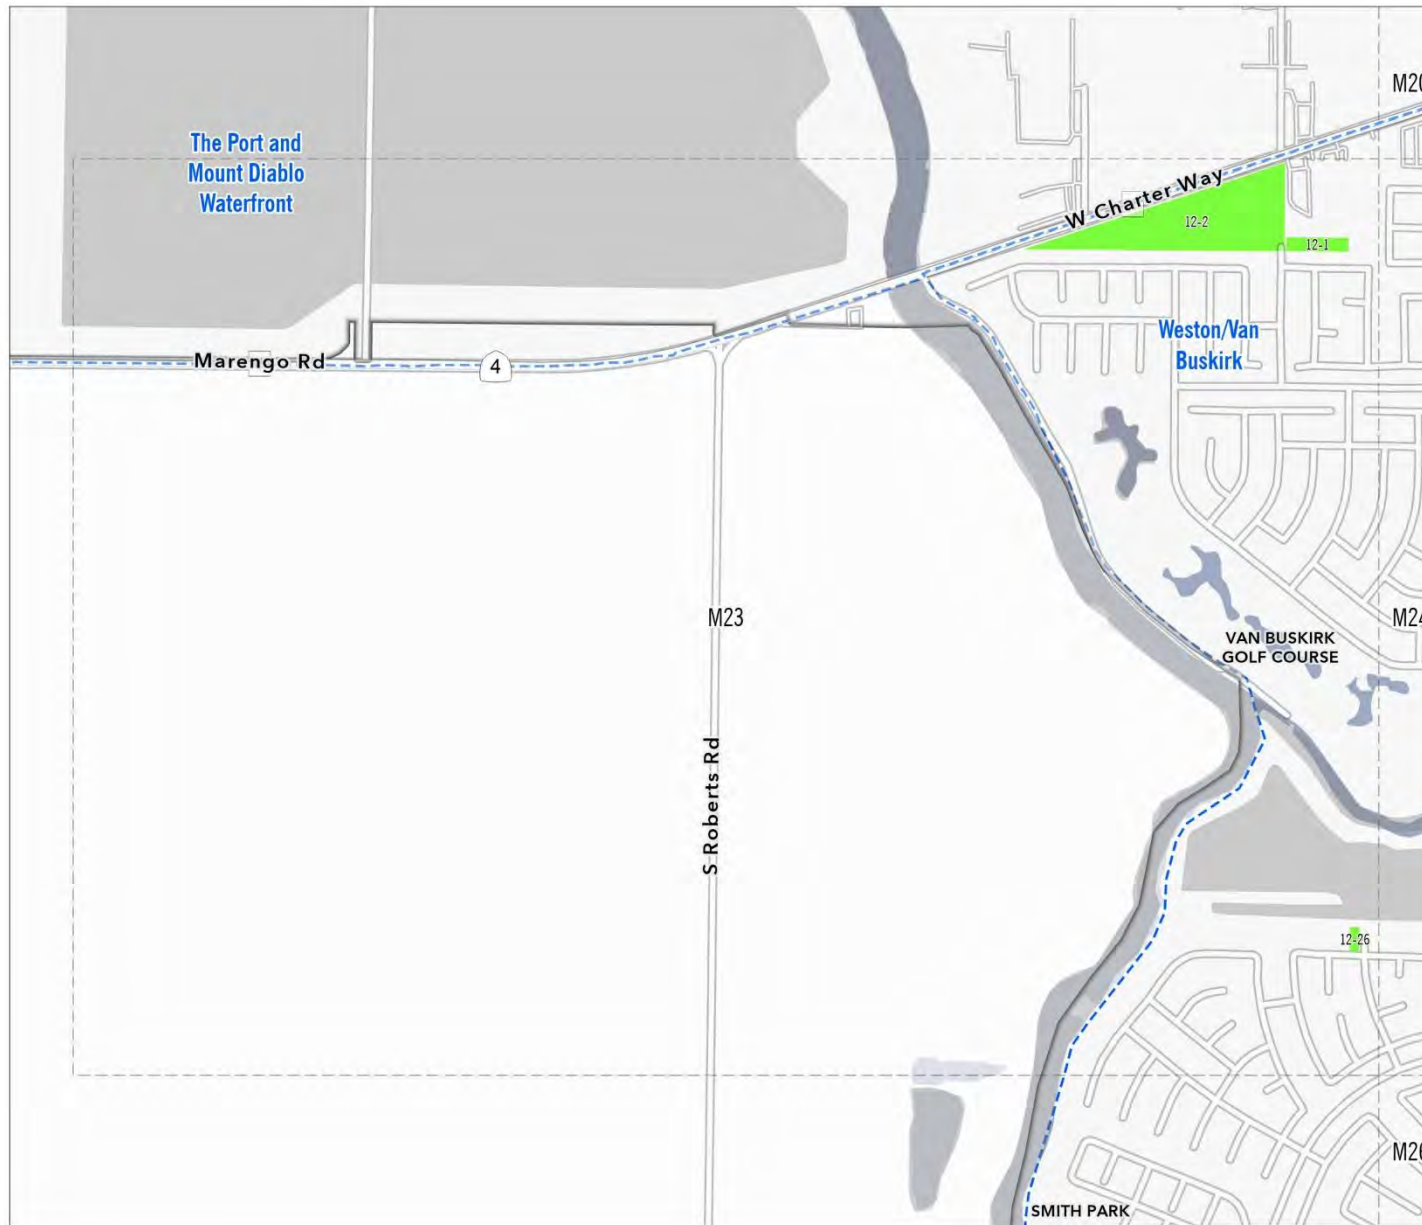 M20
The Port and
Mount Diablo
Waterfront
W Charter Way
12-2
12-1
Weston/Van
Buskirk
Marengo Rd
4
M23
M24
VAN BUSKIRK
GOLF COURSE
S Roberts Rd
12-26
M26
SMITH PARK